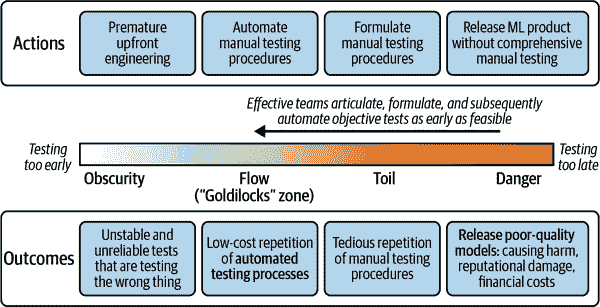 Actions
Premature
upfront
engineering
Automate
manual testing
procedures
Formulate
manual testing
procedures
Release ML product
without comprehensive
manual testing
Effective teams articulate, formulate, and subsequently
automate objective tests as early as feasible
Testing
too early
Testing
too late
Obscurity
Flow
("Goldilocks" zone)
Toil
Danger
Outcomes
Unstable and
unreliable tests
that are testing
the wrong thing
Low-cost repetition
of automated
testing processes
Tedious repetition
of manual testing
procedures
Release poor-quality
models: causing harm,
reputational damage,
financial costs